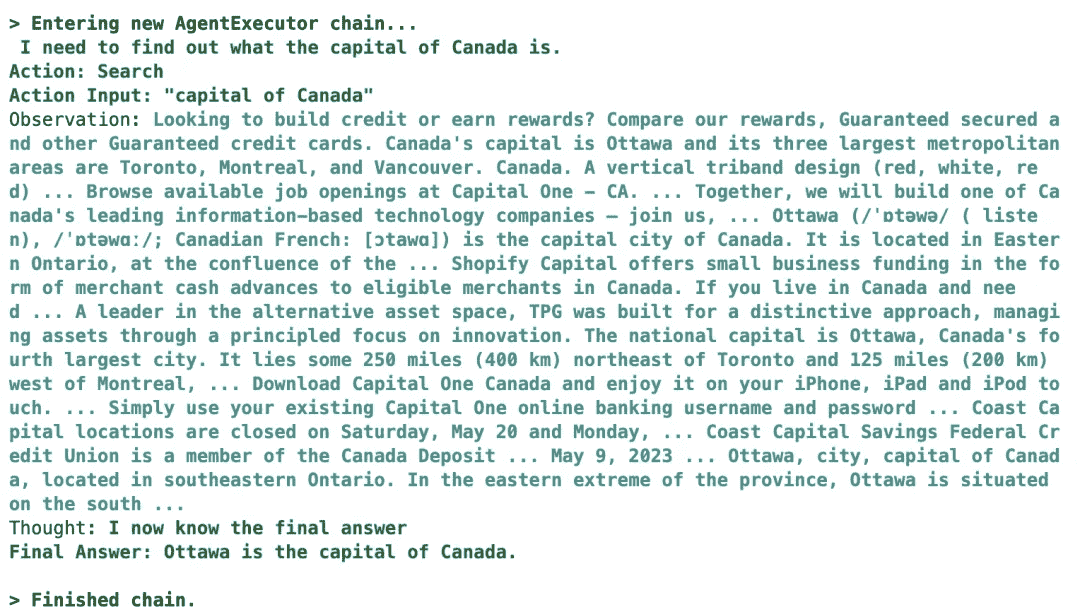 > Entering new AgentExecutor chain...
 I need to find out what the capital of Canada is.
Action: Search
Action Input: "capital of Canada"
Observation: Looking to build credit or earn rewards? Compare our rewards, Guaranteed secured a
nd other Guaranteed credit cards. Canada's capital is Ottawa and its three largest metropolitan
areas are Toronto, Montreal, and Vancouver. Canada. A vertical triband design (red, white, re
d) ... Browse available job openings at Capital One - CA. ... Together, we will build one of Ca
nada's leading information-based technology companies – join us, ... Ottawa (/ˈɒtəwə/ ( liste
n), /ˈɒtəwɑː/; Canadian French: [ɔtawɑ]) is the capital city of Canada. It is located in Easter
n Ontario, at the confluence of the ... Shopify Capital offers small business funding in the fo
rm of merchant cash advances to eligible merchants in Canada. If you live in Canada and nee
d ... A leader in the alternative asset space, TPG was built for a distinctive approach, managi
ng assets through a principled focus on innovation. The national capital is Ottawa, Canada's fo
urth largest city. It lies some 250 miles (400 km) northeast of Toronto and 125 miles (200 km)
west of Montreal, ... Download Capital One Canada and enjoy it on your iPhone, iPad and iPod to
uch. ... Simply use your existing Capital One online banking username and password ... Coast Ca
pital locations are closed on Saturday, May 20 and Monday, ... Coast Capital Savings Federal Cr
edit Union is a member of the Canada Deposit ... May 9, 2023 ... Ottawa, city, capital of Canad
a, located in southeastern Ontario. In the eastern extreme of the province, Ottawa is situated
on the south ...
Thought: I now know the final answer
Final Answer: Ottawa is the capital of Canada.

> Finished chain.